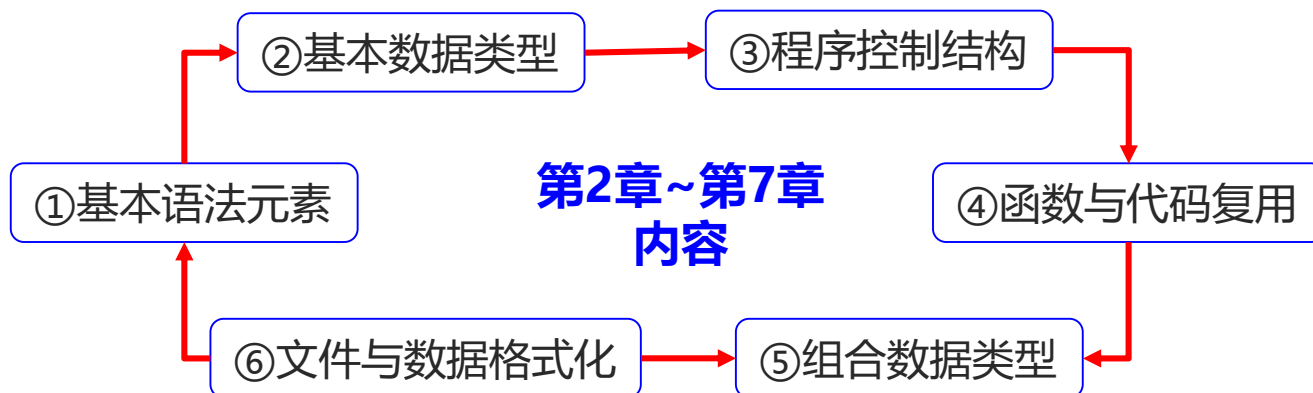 ②基本数据类型
③程序控制结构
①基本语法元素
第2章~第7章
内容
④函数与代码复用
⑥文件与数据格式化
⑤组合数据类型